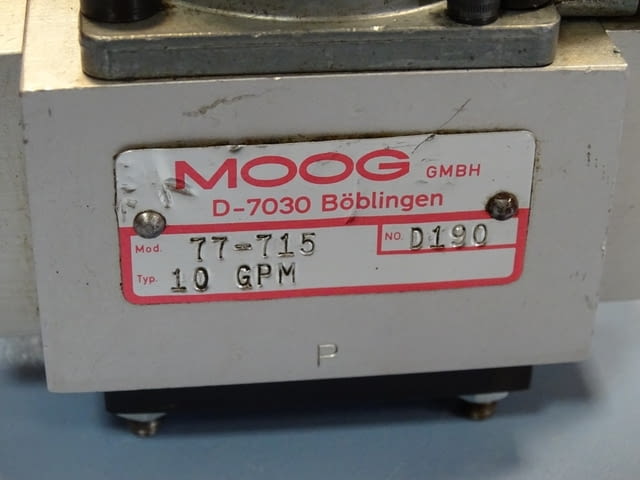 MOOG GMBH
D-7030 Böblingen
Mod. 77-715 NO. D190
Typ. 10 GPM
P